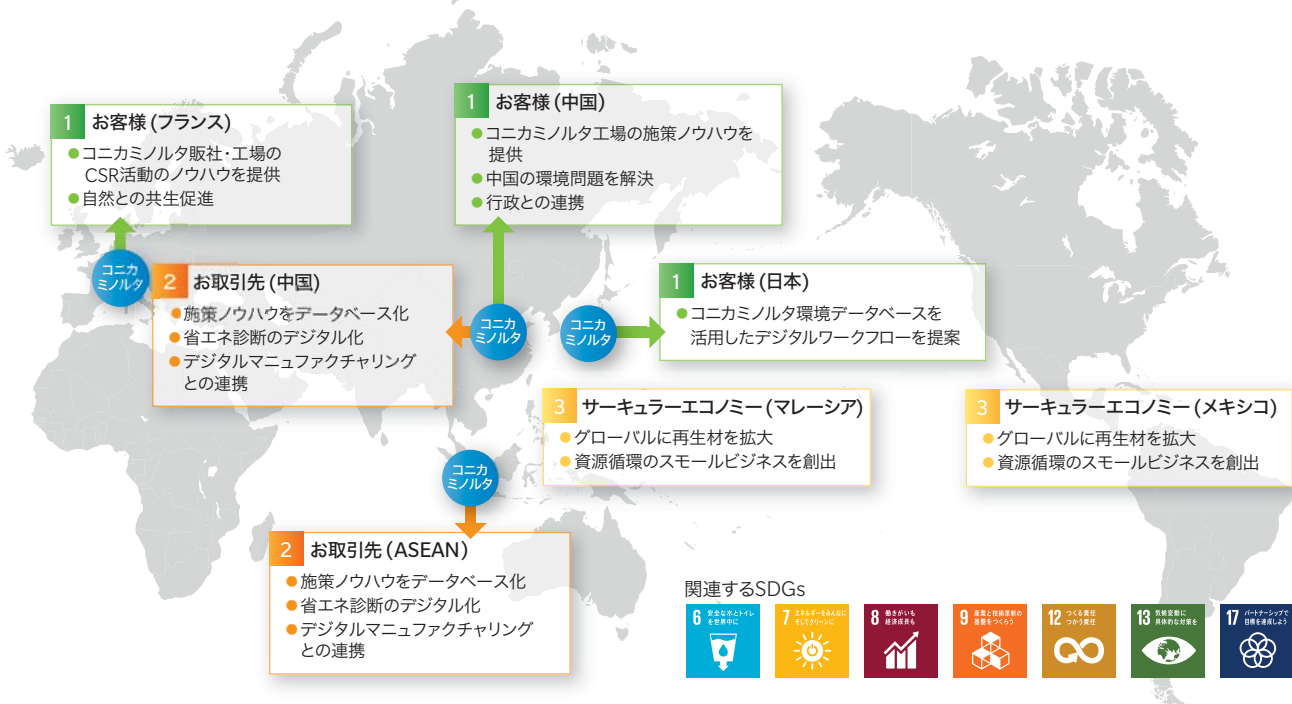 1 お客様(フランス)
●コニカミノルタ販社・工場の
CSR活動のノウハウを提供
●自然との共生促進
1 お客様(中国)
●コニカミノルタ工場の施策ノウハウを
提供
●中国の環境問題を解決
●行政との連携
コニカ
ミノルタ
2 お取引先(中国)
●施策ノウハウをデータベース化
●省エネ診断のデジタル化
●デジタルマニュファクチャリング
との連携
コニカ
ミノルタ
コニカ
ミノルタ
1 お客様(日本)
●コニカミノルタ環境データベースを
活用したデジタルワークフローを提案
3 サーキュラーエコノミー(マレーシア)
●グローバルに再生材を拡大
●資源循環のスモールビジネスを創出
3 サーキュラーエコノミー(メキシコ)
●グローバルに再生材を拡大
●資源循環のスモールビジネスを創出
コニカ
ミノルタ
2 お取引先(ASEAN)
●施策ノウハウをデータベース化
●省エネ診断のデジタル化
●デジタルマニュファクチャリング
との連携
関連するSDGs
6 安全な水とトイレ
を世界中に
7 エネルギーをみんなに
そしてクリーンに
8 働きがいも
経済成長も
9 産業と技術革新の
基盤をつくろう
12 つくる責任
つかう責任
13 気候変動に
具体的な対策を
17 パートナーシップで
目標を達成しよう